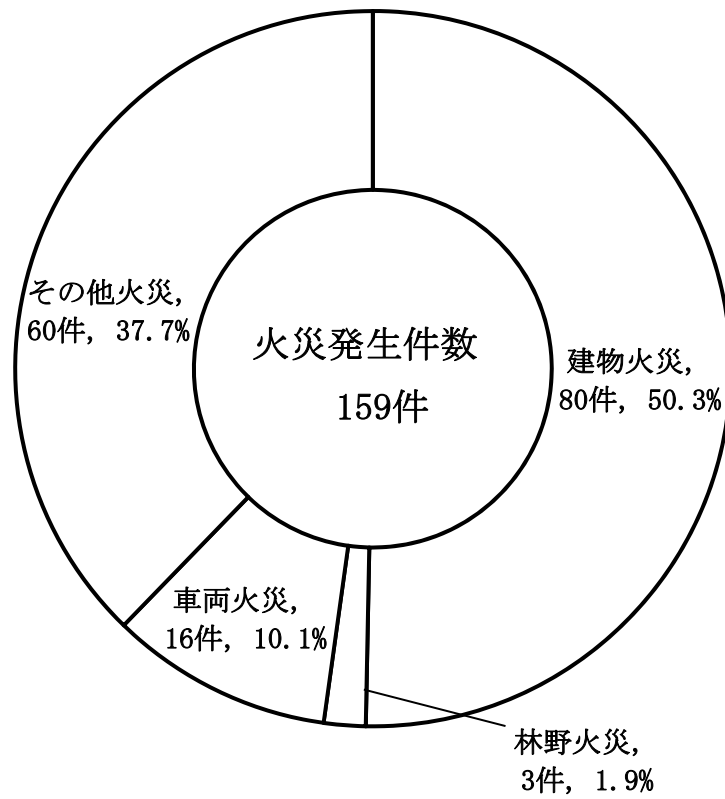 火災発生件数
159件
建物火災,
80件, 50.3%
林野火災,
3件, 1.9%
車両火災,
16件, 10.1%
その他火災,
60件, 37.7%